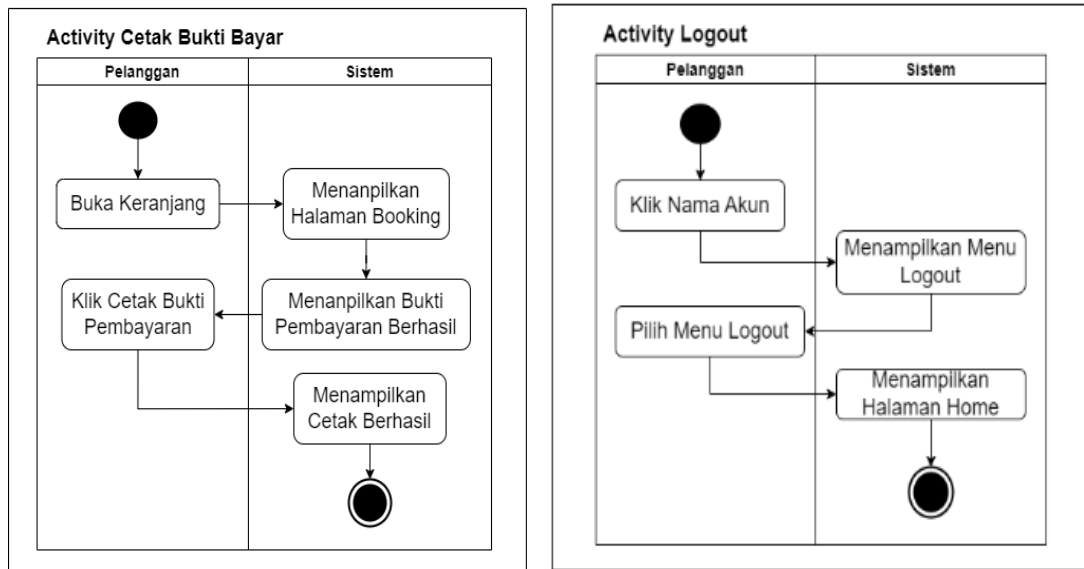 Activity Cetak Bukti Bayar
Pelanggan
Sistem
Buka Keranjang
Menanpilkan
Halaman Booking
Menanpilkan Bukti
Pembayaran Berhasil
Klik Cetak Bukti
Pembayaran
Menampilkan
Cetak Berhasil
Activity Logout
Pelanggan
Sistem
Klik Nama Akun
Menampilkan Menu
Logout
Pilih Menu Logout
Menampilkan
Halaman Home